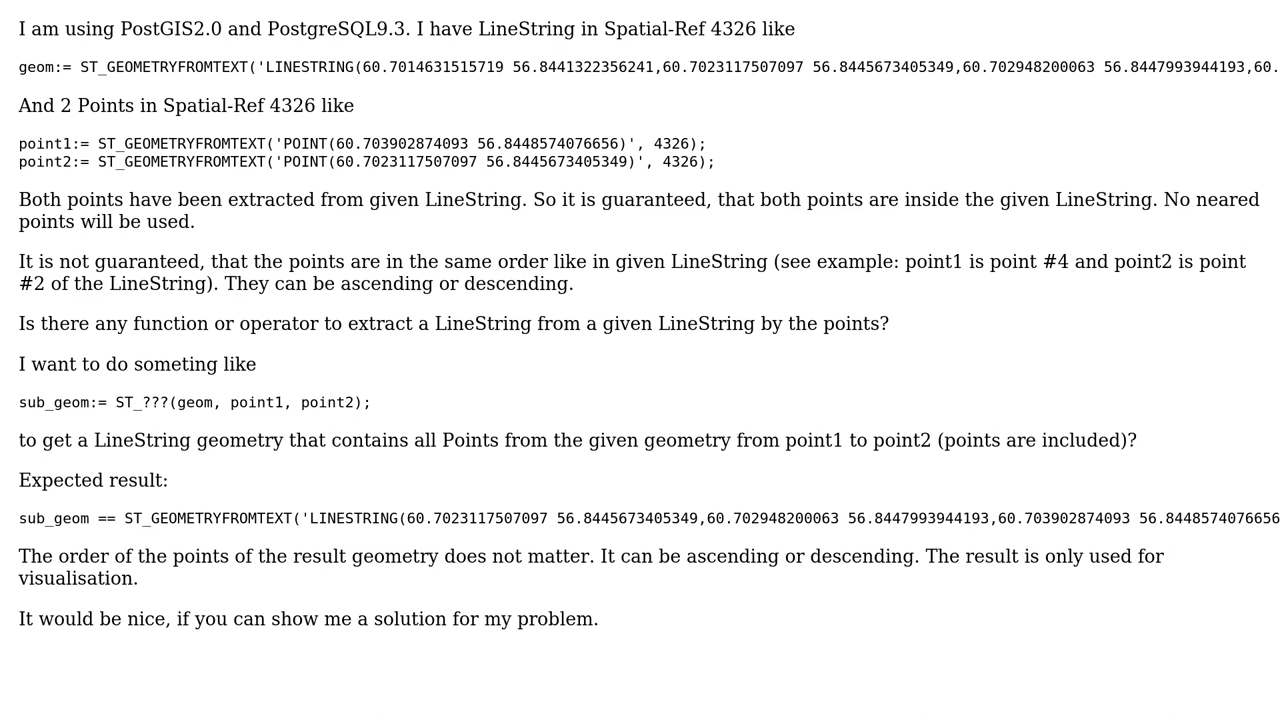 I am using PostGIS2.0 and PostgreSQL9.3. I have LineString in Spatial-Ref 4326 like
geom:= ST_GEOMETRYFROMTEXT('LINESTRING(60.7014631515719 56.8441322356241,60.7023117507097 56.8445673405349,60.702948200063 56.8447993944193,60.
And 2 Points in Spatial-Ref 4326 like
point1:= ST_GEOMETRYFROMTEXT('POINT(60.703902874093 56.8448574076656)', 4326);
point2:= ST_GEOMETRYFROMTEXT('POINT(60.7023117507097 56.8445673405349)', 4326);
Both points have been extracted from given LineString. So it is guaranteed, that both points are inside the given LineString. No neared
points will be used.
It is not guaranteed, that the points are in the same order like in given LineString (see example: point1 is point #4 and point2 is point
#2 of the LineString). They can be ascending or descending.
Is there any function or operator to extract a LineString from a given LineString by the points?
I want to do someting like
sub_geom:= ST_???(geom, point1, point2);
to get a LineString geometry that contains all Points from the given geometry from point1 to point2 (points are included)?
Expected result:
sub_geom == ST_GEOMETRYFROMTEXT('LINESTRING(60.7023117507097 56.8445673405349,60.702948200063 56.8447993944193,60.703902874093 56.8448574076656
The order of the points of the result geometry does not matter. It can be ascending or descending. The result is only used for
visualisation.
It would be nice, if you can show me a solution for my problem.